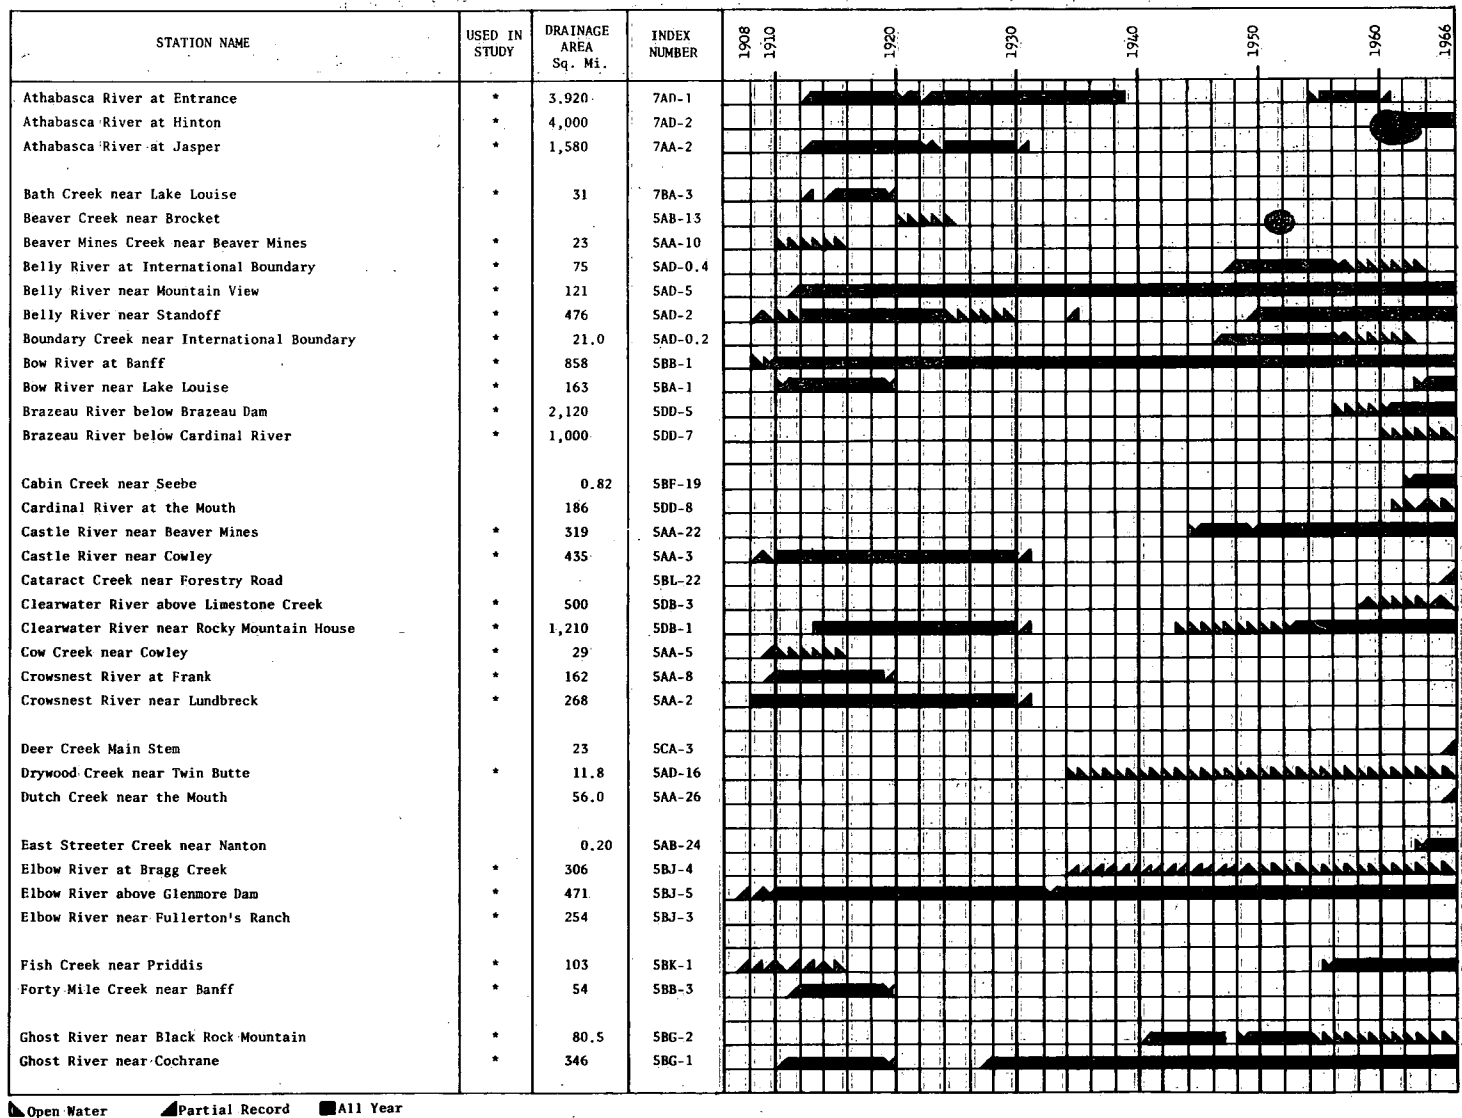 STATION NAME USED IN STUDY DRAINAGE AREA Sq. Mi. INDEX NUMBER 1908 1910 1920 1930 1940 1950 1960 1966
Athabasca River at Entrance * 3,920 7AD-1
Athabasca River at Hinton * 4,000 7AD-2
Athabasca River at Jasper * 1,580 7AA-2
Bath Creek near Lake Louise * 31 7BA-3
Beaver Creek near Brocket 5AB-13
Beaver Mines Creek near Beaver Mines * 23 5AA-10
Belly River at International Boundary * 75 5AD-0.4
Belly River near Mountain View * 121 5AD-5
Belly River near Standoff * 476 5AD-2
Boundary Creek near International Boundary * 21.0 5AD-0.2
Bow River at Banff * 858 5BB-1
Bow River near Lake Louise * 163 5BA-1
Brazeau River below Brazeau Dam * 2,120 5DD-5
Brazeau River below Cardinal River * 1,000 5DD-7
Cabin Creek near Seebe 0.82 5BF-19
Cardinal River at the Mouth 186 5DD-8
Castle River near Beaver Mines * 319 5AA-22
Castle River near Cowley * 435 5AA-3
Cataract Creek near Forestry Road 5BL-22
Clearwater River above Limestone Creek * 500 5DB-3
Clearwater River near Rocky Mountain House * 1,210 5DB-1
Cow Creek near Cowley * 29 5AA-5
Crowsnest River at Frank * 162 5AA-8
Crowsnest River near Lundbreck * 268 5AA-2
Deer Creek Main Stem 23 5CA-3
Drywood Creek near Twin Butte * 11.8 5AD-16
Dutch Creek near the Mouth 56.0 5AA-26
East Streeter Creek near Nanton 0.20 5AB-24
Elbow River at Bragg Creek * 306 5BJ-4
Elbow River above Glenmore Dam * 471 5BJ-5
Elbow River near Fullerton's Ranch * 254 5BJ-3
Fish Creek near Priddis * 103 5BK-1
Forty Mile Creek near Banff * 54 5BB-3
Ghost River near Black Rock Mountain * 80.5 5BG-2
Ghost River near Cochrane * 346 5BG-1
Open Water Partial Record All Year